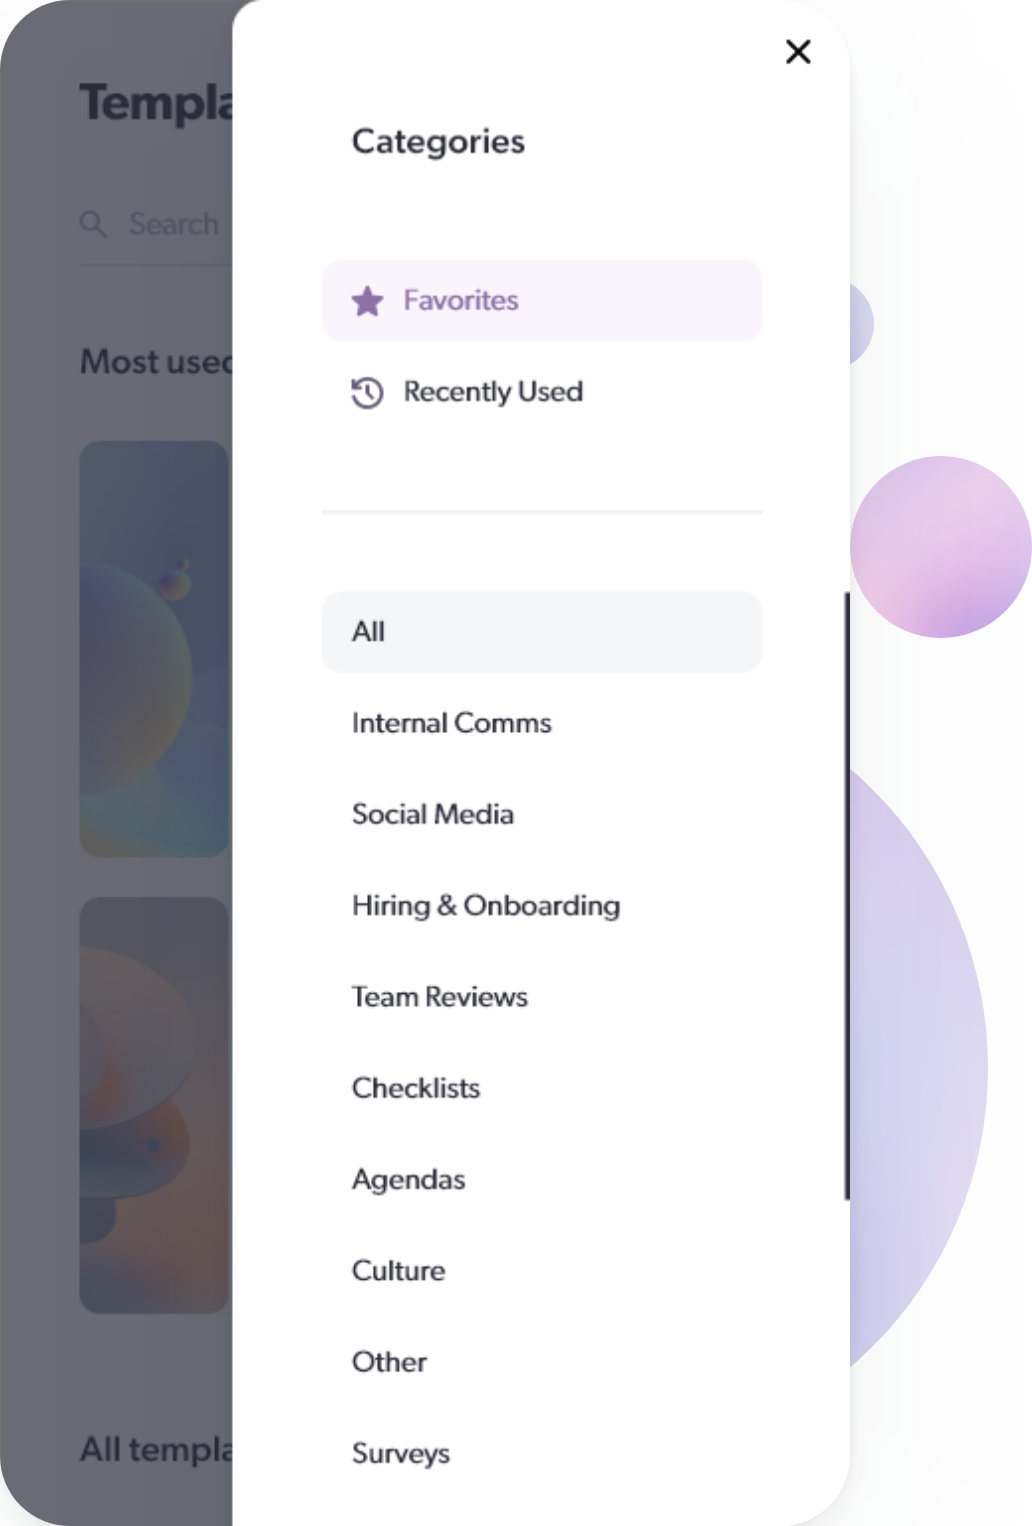 Templa
Search
Most used
All templa
Categories
Favorites
Recently Used
All
Internal Comms
Social Media
Hiring & Onboarding
Team Reviews
Checklists
Agendas
Culture
Other
Surveys